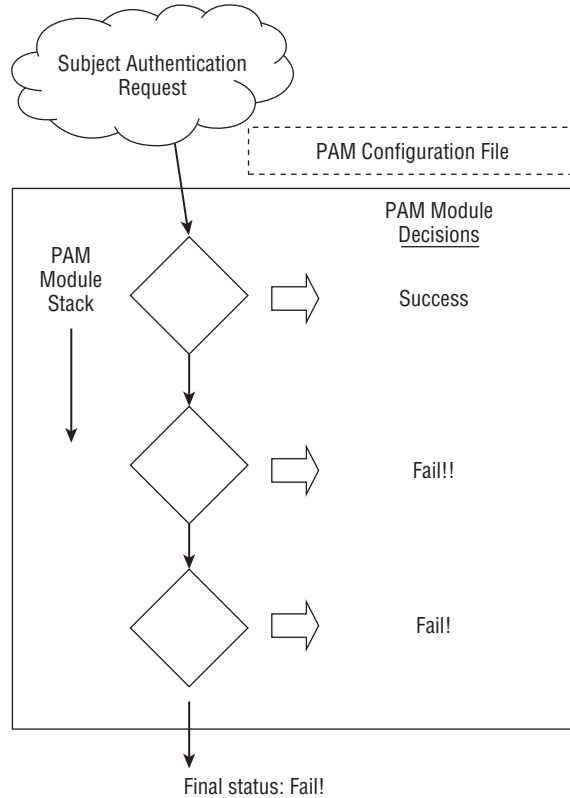 Subject Authentication
Request
PAM Configuration File
PAM Module
Decisions
PAM
Module
Stack
Success
Fail!!
Fail!
Final status: Fail!